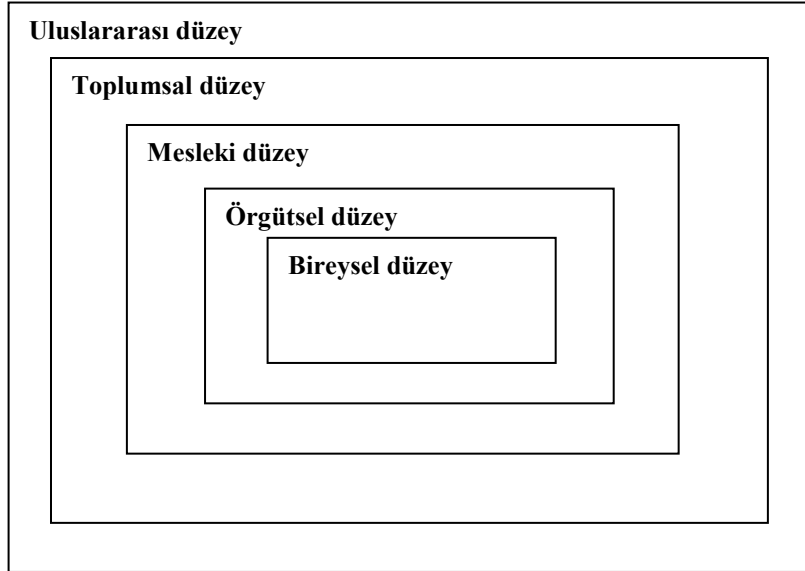 Uluslararası düzey
Toplumsal düzey
Mesleki düzey
Örgütsel düzey
Bireysel düzey